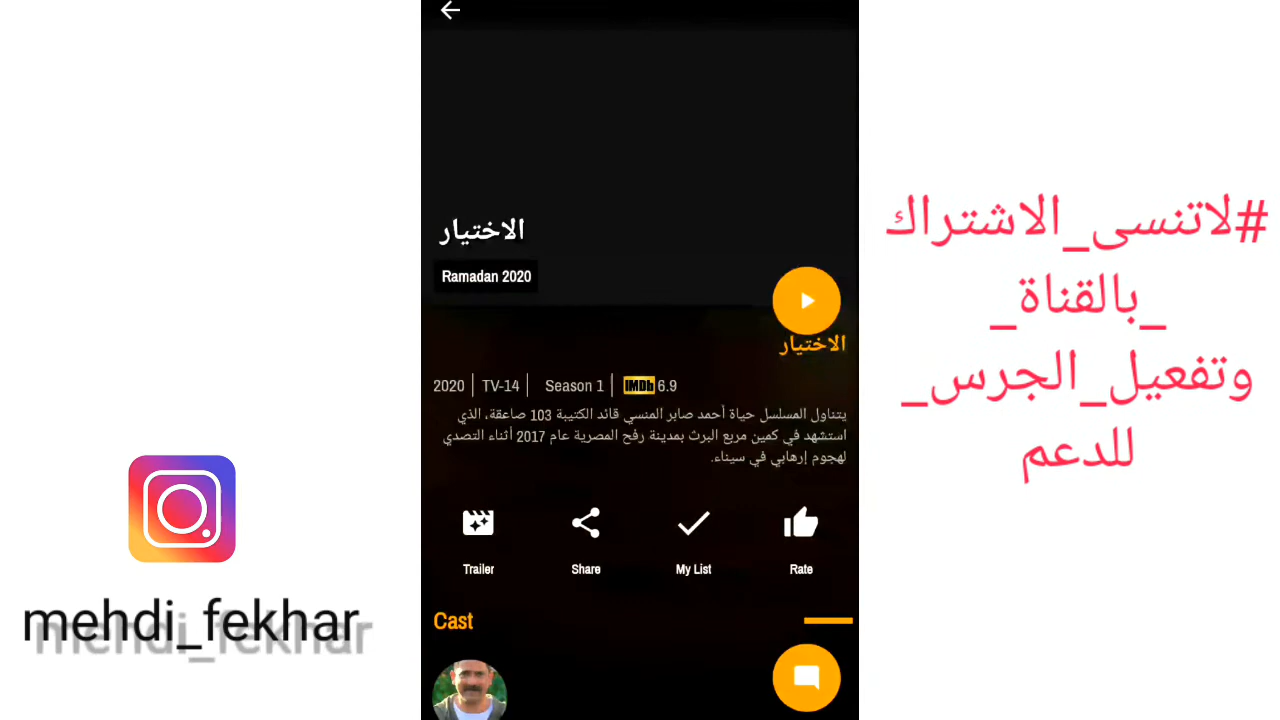 الاختيار
Ramadan 2020
الاختيار
2020 TV-14 Season 1 IMDb 6.9
يتناول المسلسل حياة أحمد صابر المنسي قائد الكتيبة 103 صاعقة، الذي
استشهد في كمين مربع البرث بمدينة رفح المصرية عام 2017 أثناء التصدي
لهجوم إرهابي في سيناء.
Trailer Share My List Rate
Cast
#لاتنسى_الاشتراك
_بالقناة_
وتفعيل_الجرس_
للدعم
mehdi_fekhar